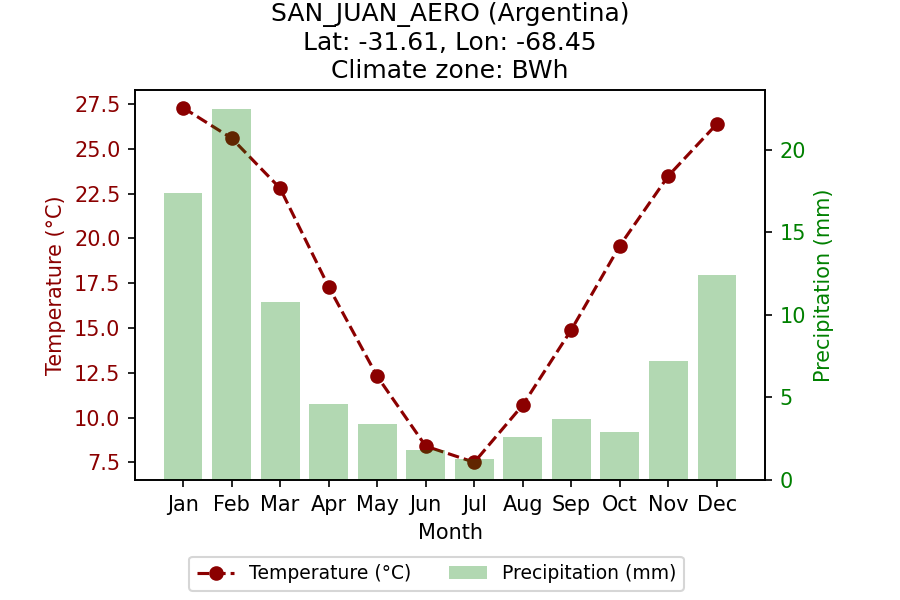 SAN_JUAN_AERO (Argentina)
Lat: -31.61, Lon: -68.45
Climate zone: BWh
27.5
25.0
22.5
20.0
17.5
15.0
12.5
10.0
7.5
Temperature (°C)
20
15
10
5
0
Precipitation (mm)
Jan Feb Mar Apr May Jun Jul Aug Sep Oct Nov Dec
Month
Temperature (°C) Precipitation (mm)